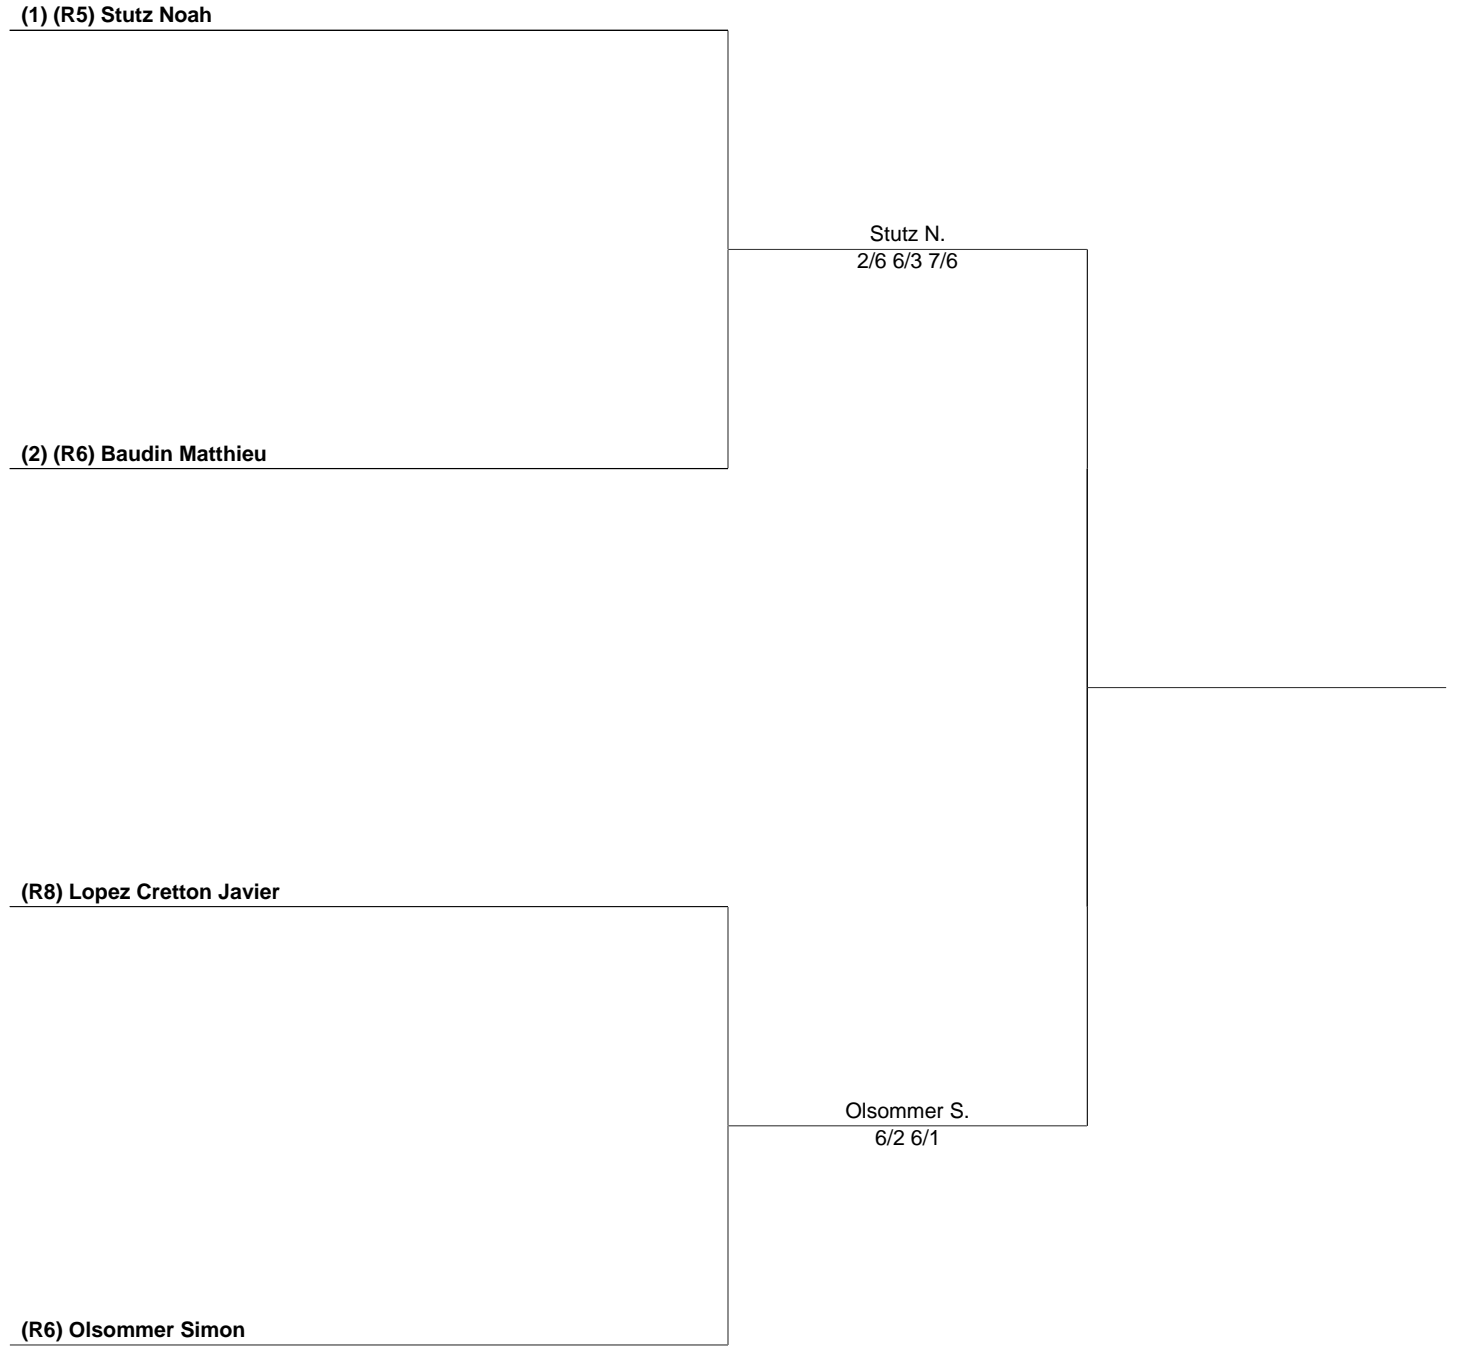 (1) (R5) Stutz Noah
Stutz N.
2/6 6/3 7/6
(2) (R6) Baudin Matthieu
(R8) Lopez Cretton Javier
Olsommer S.
6/2 6/1
(R6) Olsommer Simon